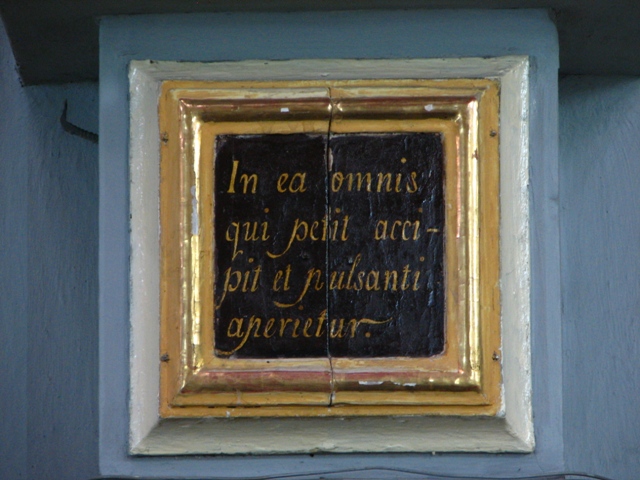 In ea omnis
qui petit acci-
pit et pulsanti
aperietur.